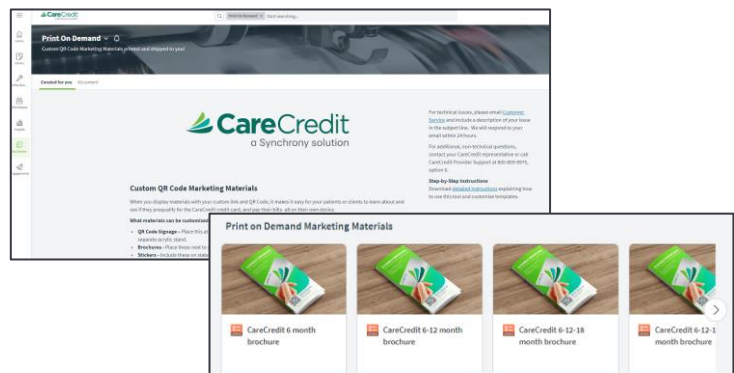 CareCredit
Print On Demand × Start searching...
Print On Demand
Custom QR Code Marketing Materials printed and shipped to you!
Curated for you All content
CareCredit
a Synchrony solution
For technical issues, please email Customer
Service and include a description of your issue
in the subject line. We will respond to your
email within 24 hours.
For additional, non-technical questions,
contact your CareCredit representative or call
CareCredit Provider Support at
option 6.
Step-by-Step Instructions
Download detailed instructions explaining how
to use this tool and customize templates.
Custom QR Code Marketing Materials
When you display materials with your custom link and QR Code, it makes it easy for your patients or clients to learn about and
see if they prequalify for the CareCredit credit card, and pay their bills- all on their own device.
What materials can be customized
QR Code Signage - Place this at
separate acrylic stand.
Brochures - Place these next to
Stickers - Include these on
Print on Demand Marketing Materials
CareCredit 6 month
brochure
CareCredit 6-12 month
brochure
CareCredit 6-12-18
month brochure
CareCredit 6-12-1
month brochure